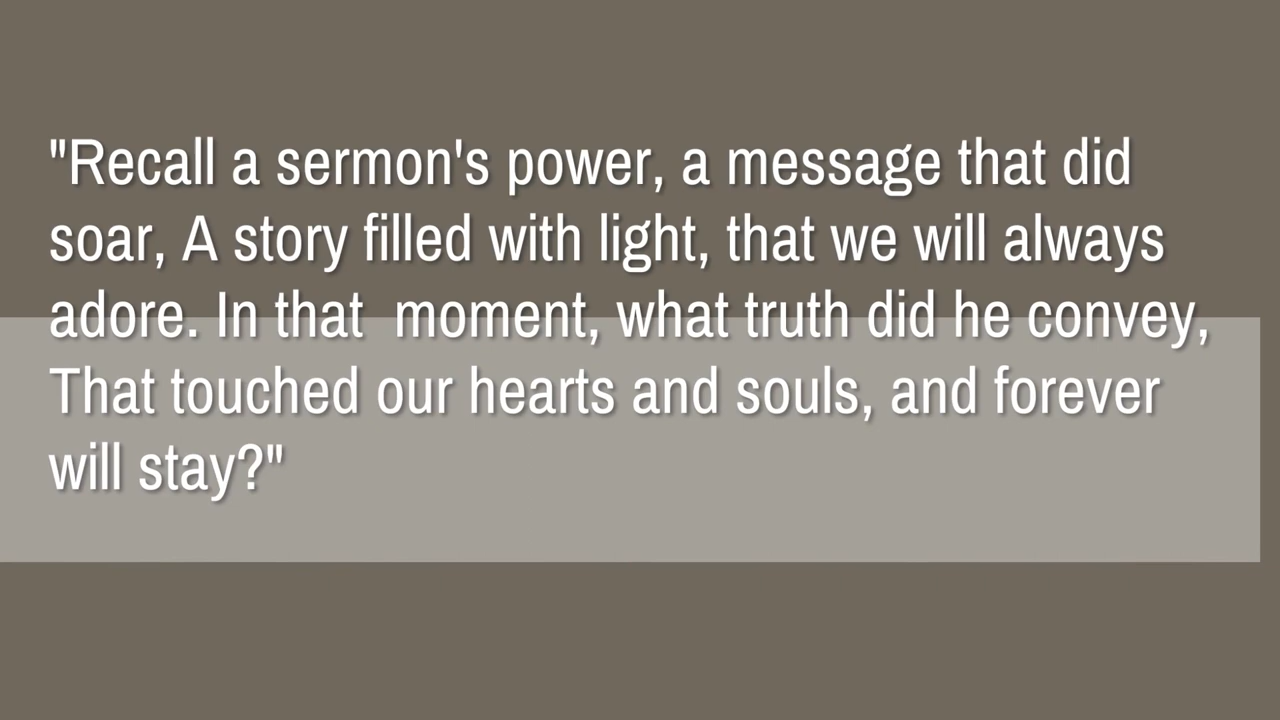 "Recall a sermon's power, a message that did
soar, A story filled with light, that we will always
adore. In that  moment, what truth did he convey,
That touched our hearts and souls, and forever
will stay?"